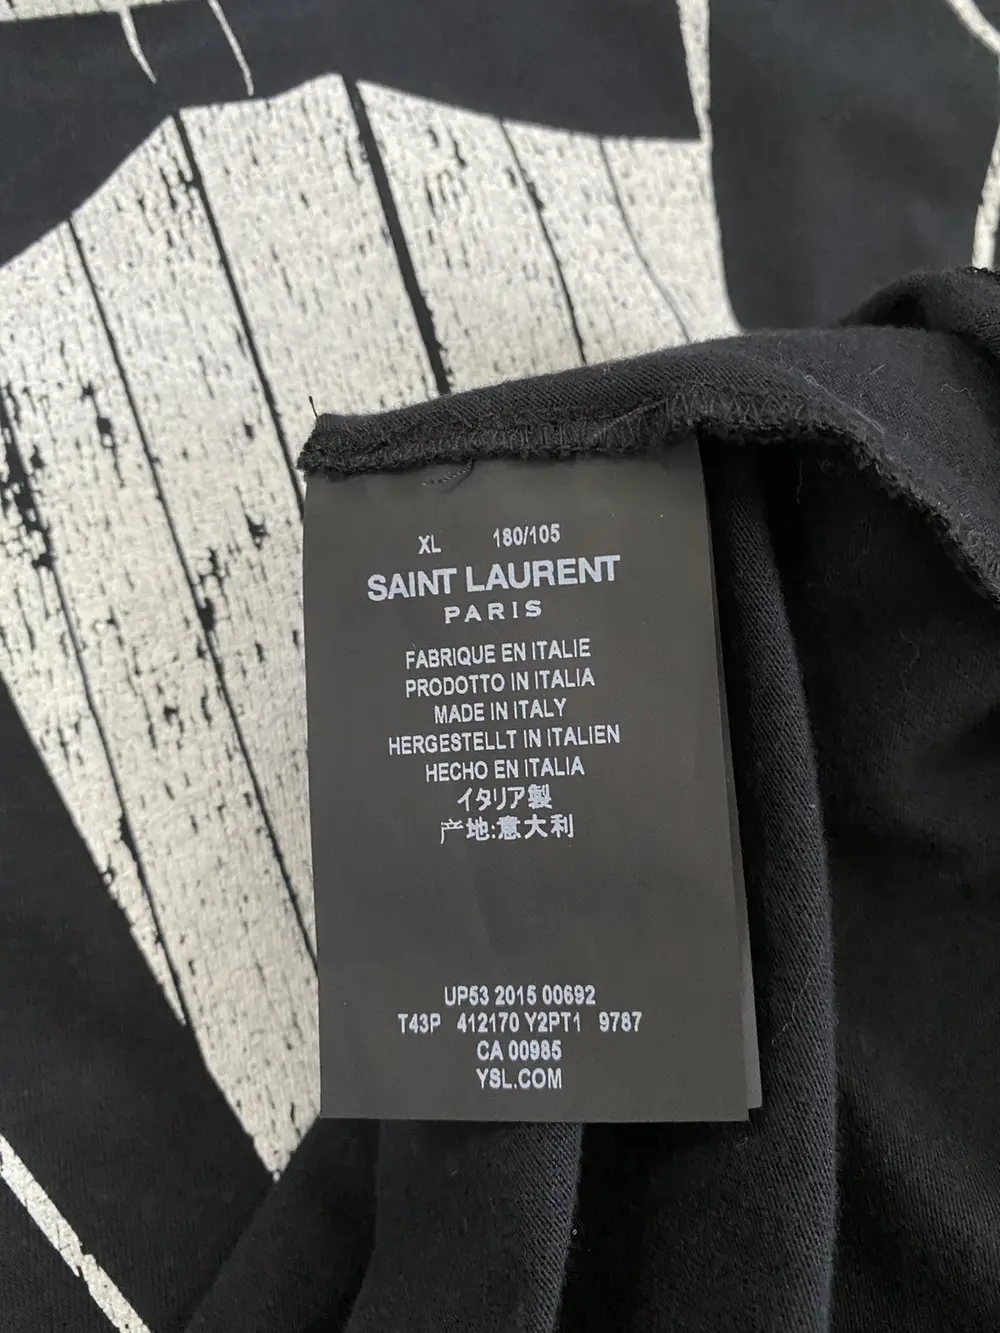 XL 180/105
SAINT LAURENT
PARIS
FABRIQUE EN ITALIE
PRODOTTO IN ITALIA
MADE IN ITALY
HERGESTELLT IN ITALIEN
HECHO EN ITALIA
イタリア製
产地:意大利
UP53 2015 00692
T43P 412170 Y2PT1 9787
CA 00985
YSL.COM